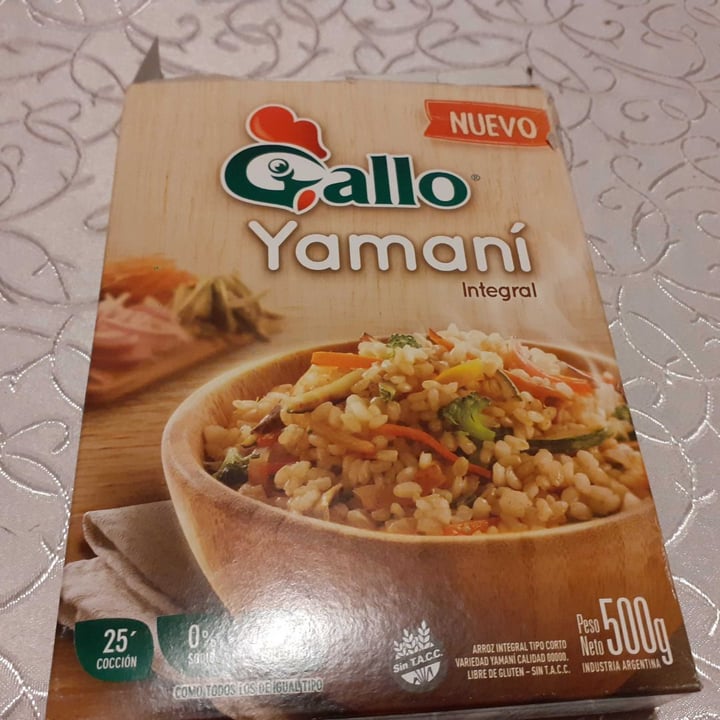 NUEVO
Gallo®
Yamaní
Integral
25´
COCCIÓN
0%
COMO TODOS LOS DE IGUAL TIPO
Sin T.A.C.C.
ARROZ INTEGRAL TIPO CORTO
VARIEDAD YAMANÍ CALIDAD 00000.
LIBRE DE GLUTEN - SIN T.A.C.C.
Peso
Neto 500g
INDUSTRIA ARGENTINA